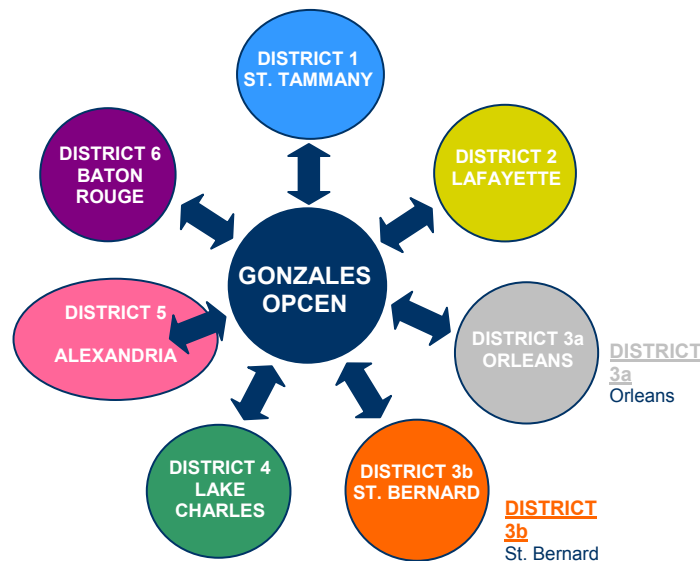 DISTRICT 1
ST. TAMMANY
DISTRICT 6
BATON
ROUGE
DISTRICT 2
LAFAYETTE
GONZALES
OPCEN
DISTRICT 5
ALEXANDRIA
DISTRICT 3a
ORLEANS
DISTRICT
3a
Orleans
DISTRICT 4
LAKE
CHARLES
DISTRICT 3b
ST. BERNARD
DISTRICT
3b
St. Bernard